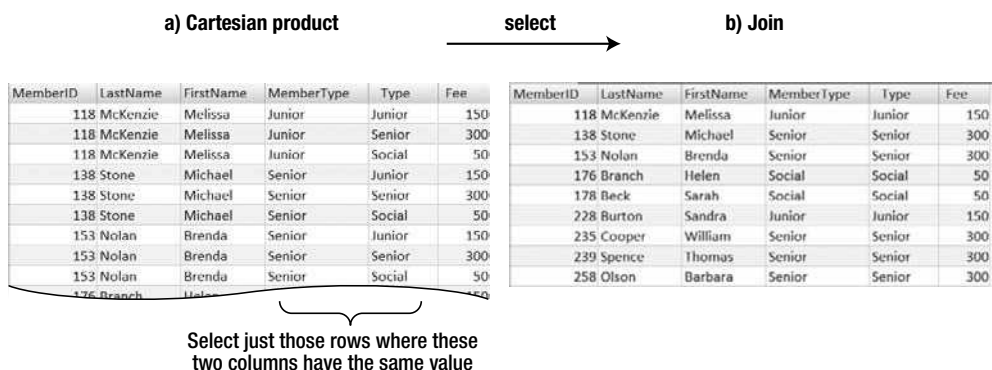 a) Cartesian product select b) Join
MemberID LastName FirstName MemberType Type Fee
118 McKenzie Melissa Junior Junior 150
118 McKenzie Melissa Junior Senior 300
118 McKenzie Melissa Junior Social 50
138 Stone Michael Senior Junior 150
138 Stone Michael Senior Senior 300
138 Stone Michael Senior Social 50
153 Nolan Brenda Senior Junior 150
153 Nolan Brenda Senior Senior 300
153 Nolan Brenda Senior Social 50
176 Branch Helen 150
MemberID LastName FirstName MemberType Type Fee
118 McKenzie Melissa Junior Junior 150
138 Stone Michael Senior Senior 300
153 Nolan Brenda Senior Senior 300
176 Branch Helen Social Social 50
178 Beck Sarah Social Social 50
228 Burton Sandra Junior Junior 150
235 Cooper William Senior Senior 300
239 Spence Thomas Senior Senior 300
258 Olson Barbara Senior Senior 300
Select just those rows where these
two columns have the same value